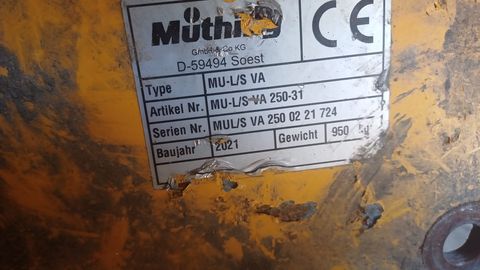 Müthing
GmbH & Co KG
D-59494 Soest
CE
Type MU-L/S VA
Artikel Nr. MU-L/S VA 250-31
Serien Nr. MUL/S VA 250 02 21 724
Baujahr 2021 Gewicht 950